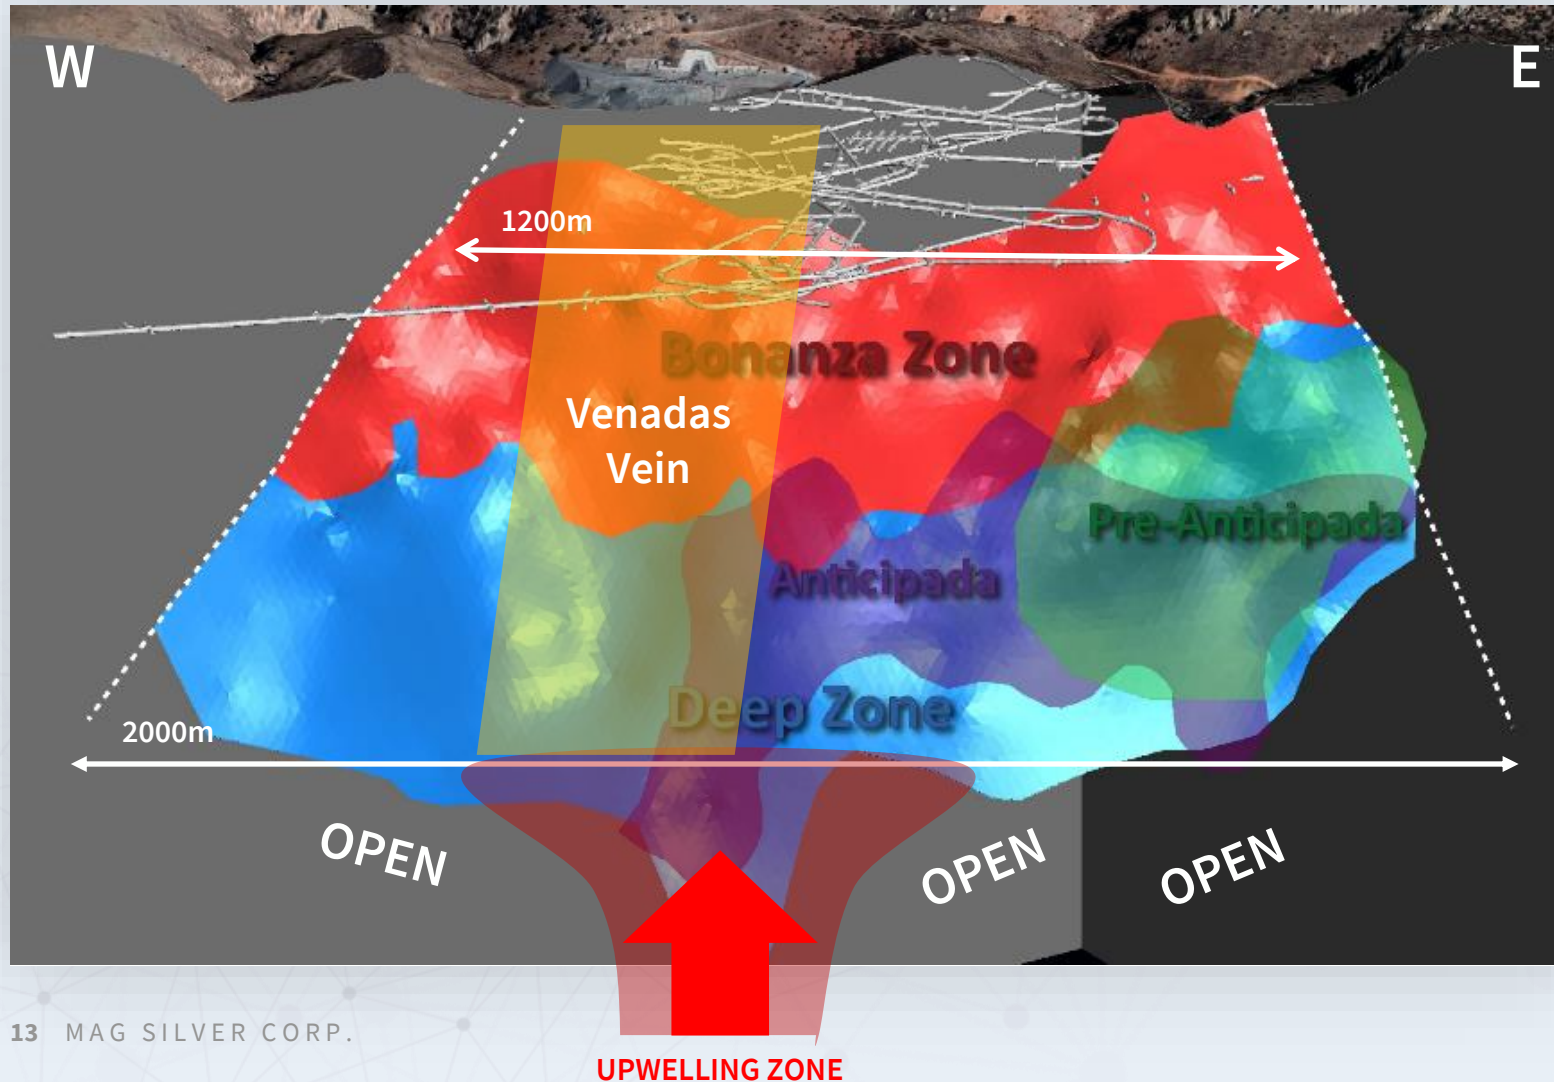 W
E
1200m
Bonanza Zone
Venadas
Vein
Pre-Anticipada
Anticipada
Deep Zone
2000m
OPEN
OPEN
OPEN
13 MAG SILVER CORP.
UPWELLING ZONE